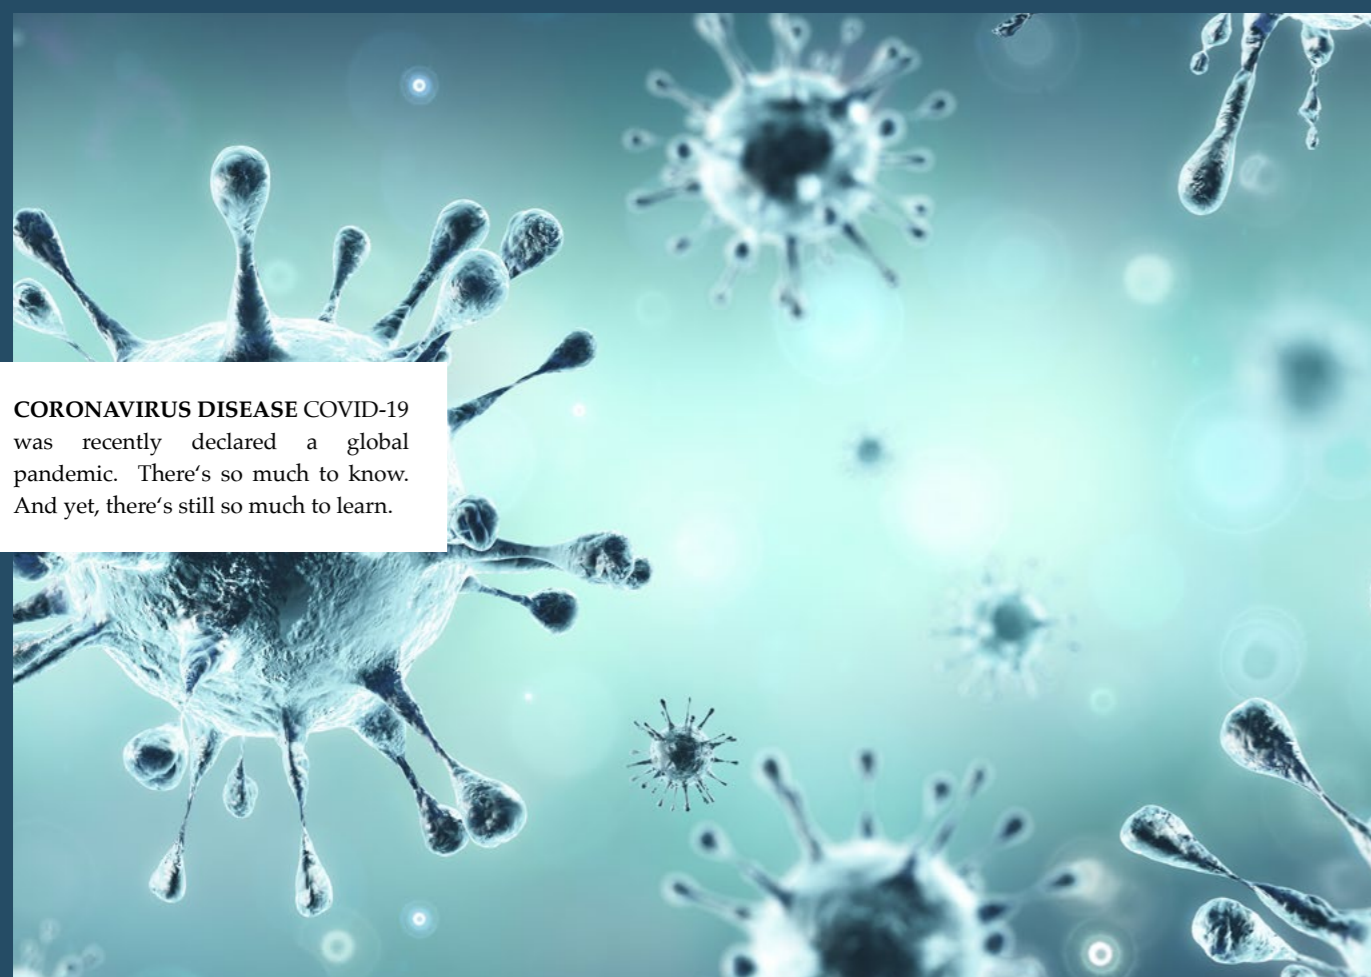 CORONAVIRUS DISEASE COVID-19
was recently declared a global
pandemic. There‘s so much to know.
And yet, there‘s still so much to learn.